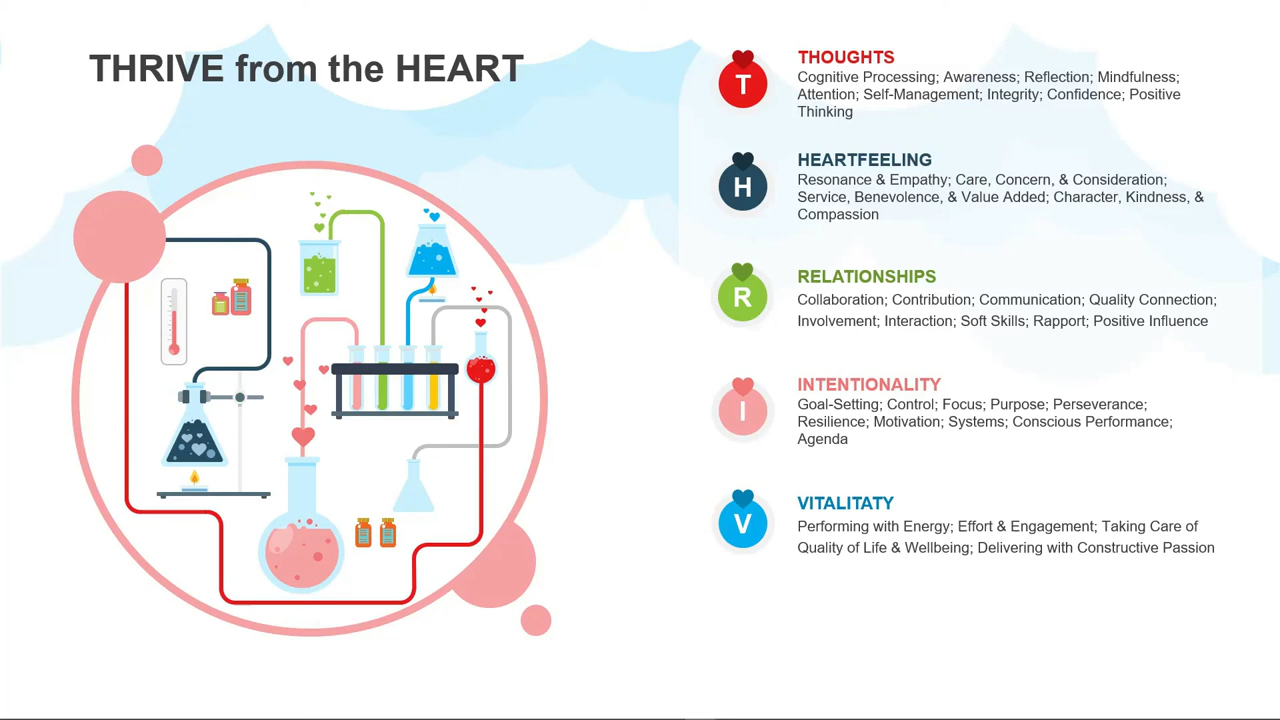 THRIVE from the HEART
T
THOUGHTS
Cognitive Processing; Awareness; Reflection; Mindfulness;
Attention; Self-Management; Integrity; Confidence; Positive
Thinking
H
HEARTFEELING
Resonance & Empathy; Care, Concern, & Consideration;
Service, Benevolence, & Value Added; Character, Kindness, &
Compassion
R
RELATIONSHIPS
Collaboration; Contribution; Communication; Quality Connection;
Involvement; Interaction; Soft Skills; Rapport; Positive Influence
I
INTENTIONALITY
Goal-Setting; Control; Focus; Purpose; Perseverance;
Resilience; Motivation; Systems; Conscious Performance;
Agenda
V
VITALITATY
Performing with Energy; Effort & Engagement; Taking Care of
Quality of Life & Wellbeing; Delivering with Constructive Passion